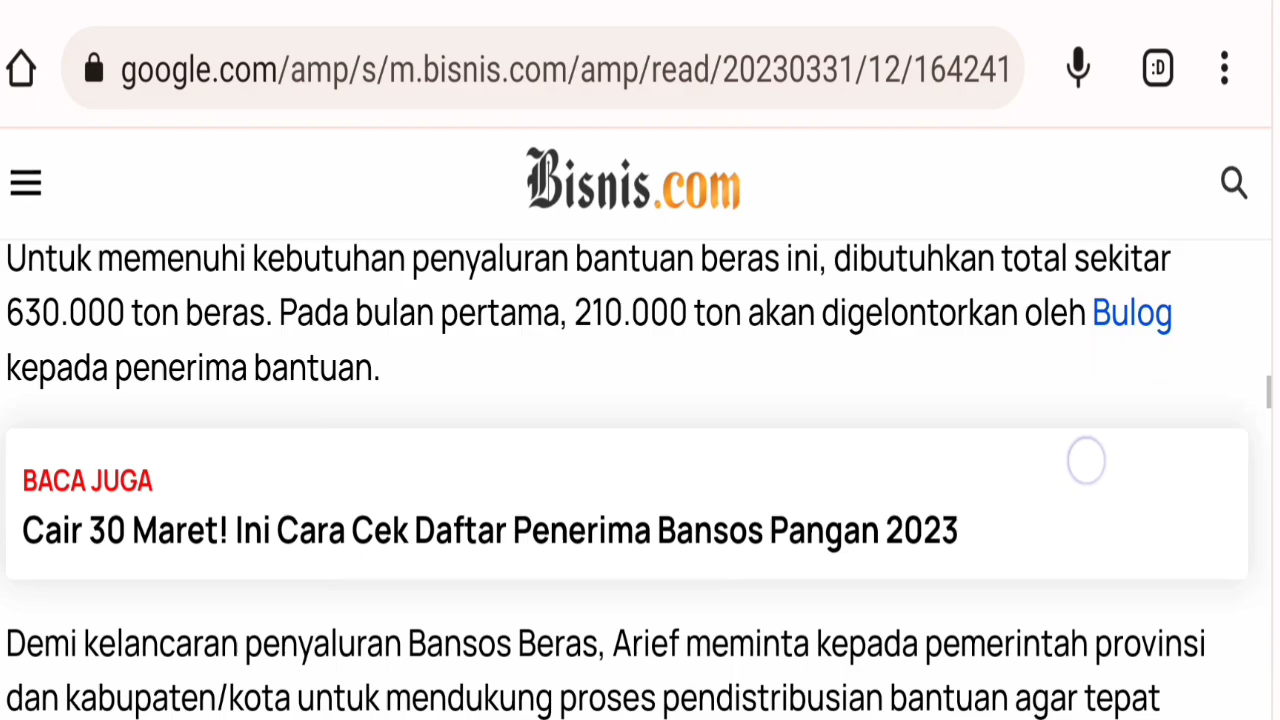 google.com/amp/s/m.bisnis.com/amp/read/20230331/12/164241
:D
Bisnis.com
Untuk memenuhi kebutuhan penyaluran bantuan beras ini, dibutuhkan total sekitar
630.000 ton beras. Pada bulan pertama, 210.000 ton akan digelontorkan oleh Bulog
kepada penerima bantuan.
BACA JUGA
Cair 30 Maret! Ini Cara Cek Daftar Penerima Bansos Pangan 2023
Demi kelancaran penyaluran Bansos Beras, Arief meminta kepada pemerintah provinsi
dan kabupaten/kota untuk mendukung proses pendistribusian bantuan agar tepat